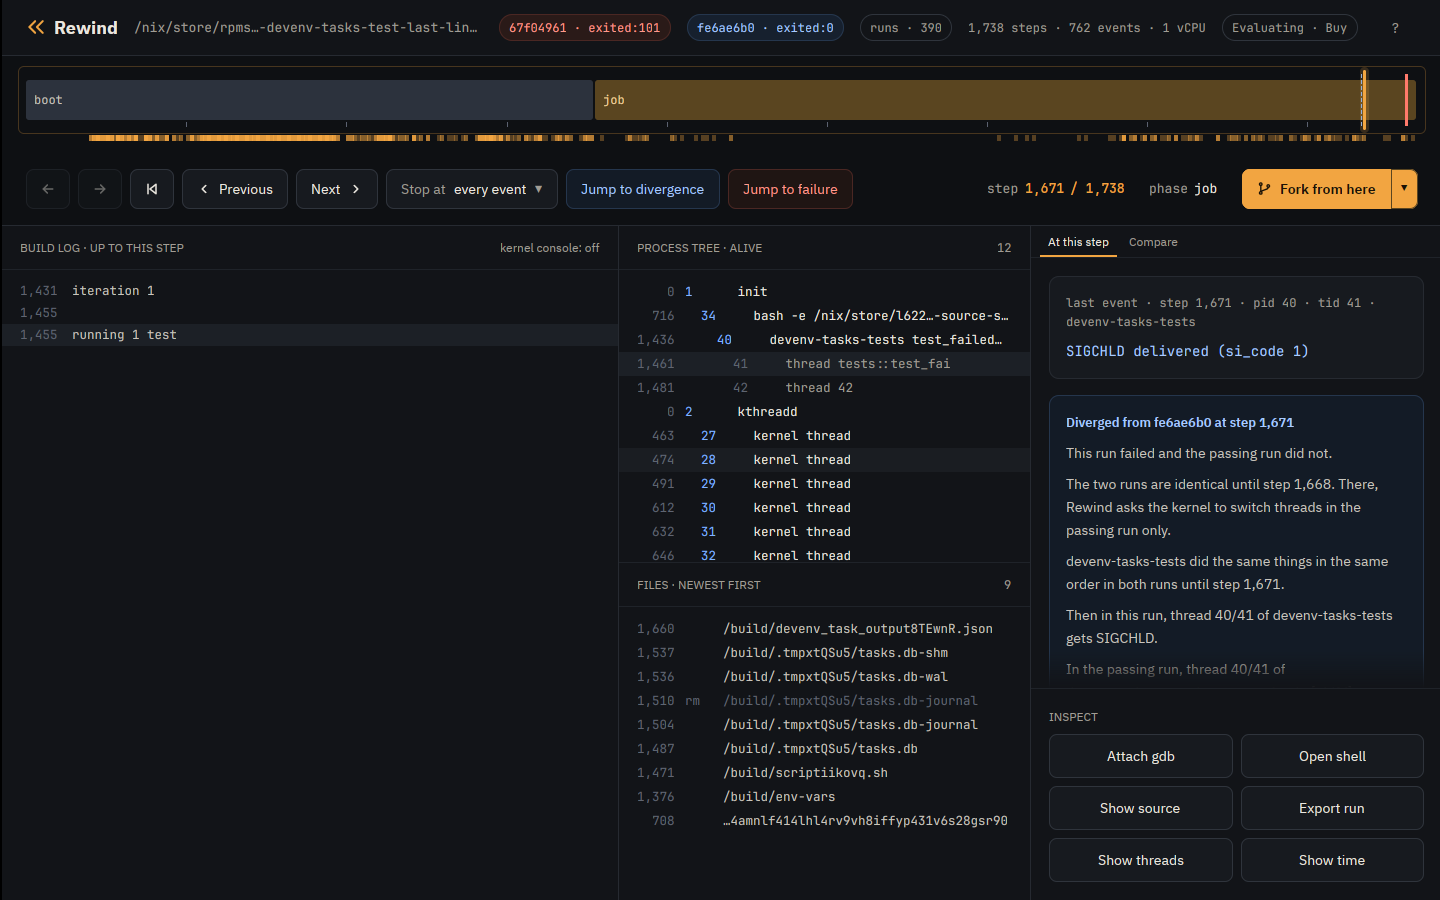 Rewind /nix/store/rpms…-devenv-tasks-test-last-lin… 67f04961 · exited:101 fe6ae6b0 · exited:0 runs · 390 1,738 steps · 762 events · 1 vCPU Evaluating · Buy ?
boot job
← → Previous Next Stop at every event ▼ Jump to divergence Jump to failure step 1,671 / 1,738 phase job Fork from here ▼
BUILD LOG · UP TO THIS STEP kernel console: off
1,431 iteration 1
1,455
1,455 running 1 test
PROCESS TREE · ALIVE 12
0 1 init
716 34 bash -e /nix/store/l622…-source-s…
1,436 40 devenv-tasks-tests test_failed…
1,461 41 thread tests::test_fai
1,481 42 thread 42
0 2 kthreadd
463 27 kernel thread
474 28 kernel thread
491 29 kernel thread
612 30 kernel thread
632 31 kernel thread
646 32 kernel thread
FILES · NEWEST FIRST 9
1,660 /build/devenv_task_output8TEwnR.json
1,537 /build/.tmpxtQSu5/tasks.db-shm
1,536 /build/.tmpxtQSu5/tasks.db-wal
1,510 rm /build/.tmpxtQSu5/tasks.db-journal
1,504 /build/.tmpxtQSu5/tasks.db-journal
1,487 /build/.tmpxtQSu5/tasks.db
1,471 /build/scriptiikovq.sh
1,376 /build/env-vars
708 …4amnlf414lhl4rv9vh8iffyp431v6s28gsr90
At this step Compare
last event · step 1,671 · pid 40 · tid 41 ·
devenv-tasks-tests
SIGCHLD delivered (si_code 1)
Diverged from fe6ae6b0 at step 1,671
This run failed and the passing run did not.
The two runs are identical until step 1,668. There,
Rewind asks the kernel to switch threads in the
passing run only.
devenv-tasks-tests did the same things in the same
order in both runs until step 1,671.
Then in this run, thread 40/41 of devenv-tasks-tests
gets SIGCHLD.
In the passing run, thread 40/41 of
INSPECT
Attach gdb Open shell
Show source Export run
Show threads Show time